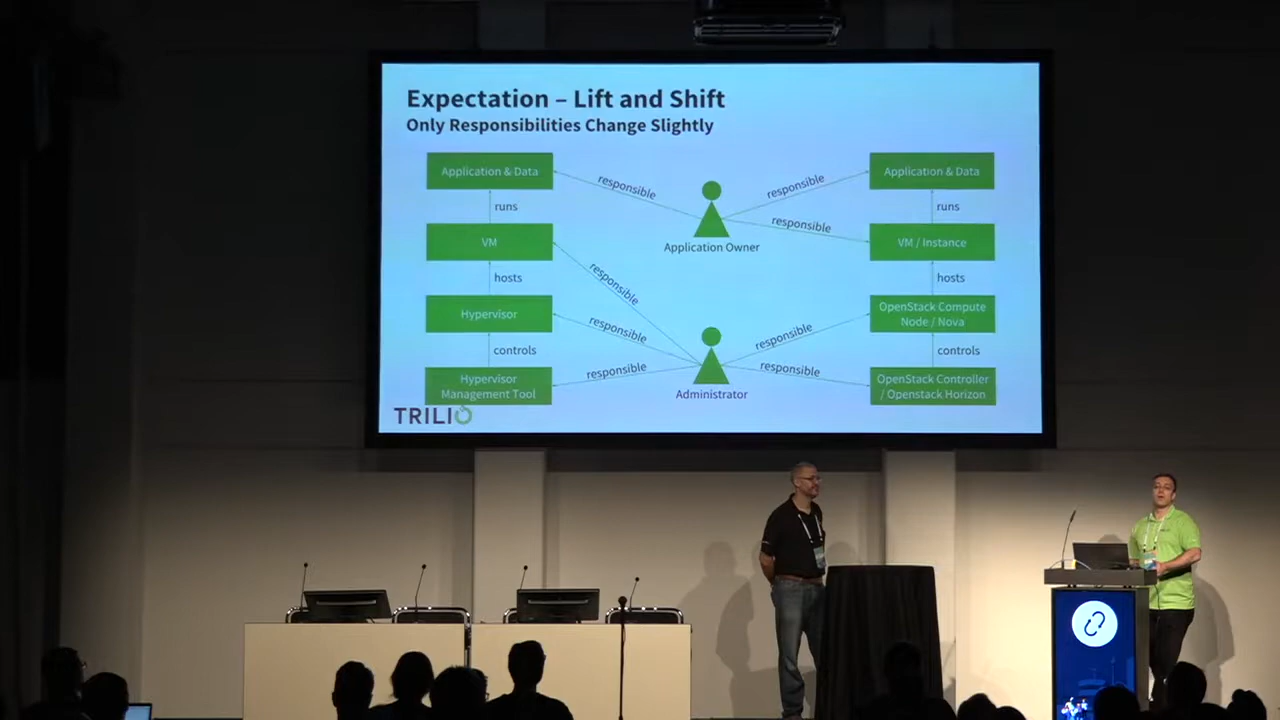 Expectation – Lift and Shift
Only Responsibilities Change Slightly
Application & Data
responsible
responsible
Application & Data
runs
runs
responsible
VM
Application Owner
VM / Instance
hosts
responsible
hosts
Hypervisor
responsible
responsible
OpenStack Compute
Node / Nova
controls
controls
responsible
responsible
Hypervisor
Management Tool
Administrator
OpenStack Controller
/ Openstack Horizon
TRILIO